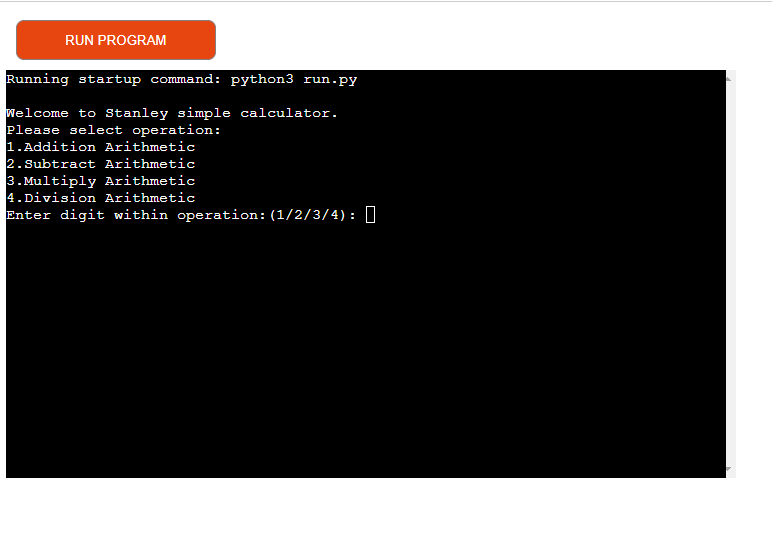 RUN PROGRAM
Running startup command: python3 run.py
Welcome to Stanley simple calculator.
Please select operation:
1.Addition Arithmetic
2.Subtract Arithmetic
3.Multiply Arithmetic
4.Division Arithmetic
Enter digit within operation:(1/2/3/4):